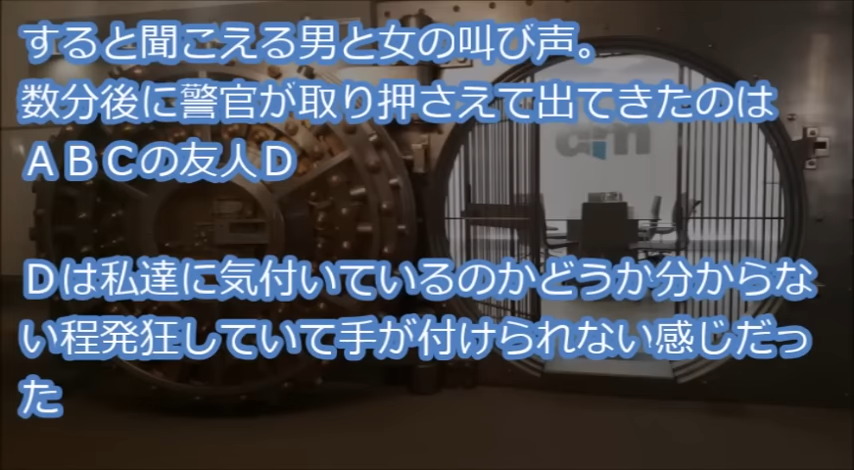 すると聞こえる男と女の叫び声。
数分後に警官が取り押さえて出てきたのは
ＡＢＣの友人Ｄ
Ｄは私達に気付いているのかどうか分からな
い程発狂していて手が付けられない感じだっ
た